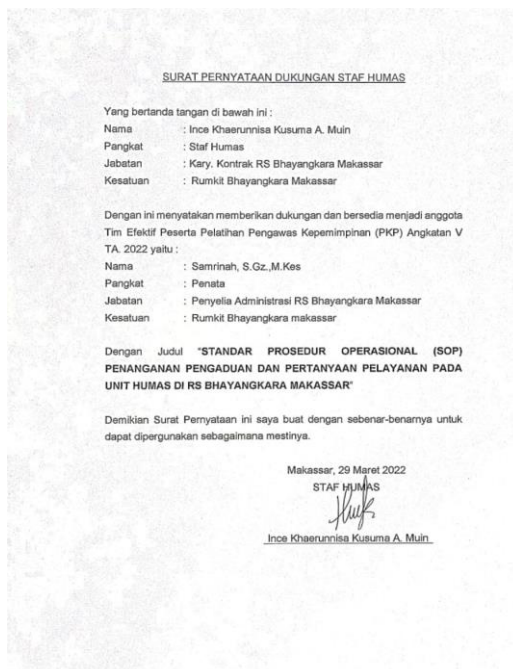 SURAT PERNYATAAN DUKUNGAN STAF HUMAS
Yang bertanda tangan di bawah ini :
Nama : Ince Khaerunnisa Kusuma A. Muin
Pangkat : Staf Humas
Jabatan : Kary. Kontrak RS Bhayangkara Makassar
Kesatuan : Rumkit Bhayangkara Makassar
Dengan ini menyatakan memberikan dukungan dan bersedia menjadi anggota
Tim Efektif Peserta Pelatihan Pengawas Kepemimpinan (PKP) Angkatan V
TA. 2022 yaitu :
Nama : Samrinah, S.Gz.,M.Kes
Pangkat : Penata
Jabatan : Penyelia Administrasi RS Bhayangkara Makassar
Kesatuan : Rumkit Bhayangkara makassar
Dengan Judul "STANDAR PROSEDUR OPERASIONAL (SOP)
PENANGANAN PENGADUAN DAN PERTANYAAN PELAYANAN PADA
UNIT HUMAS DI RS BHAYANGKARA MAKASSAR"
Demikian Surat Pernyataan ini saya buat dengan sebenar-benarnya untuk
dapat dipergunakan sebagaimana mestinya.
Makassar, 29 Maret 2022
STAF HUMAS
Ince Khaerunnisa Kusuma A. Muin